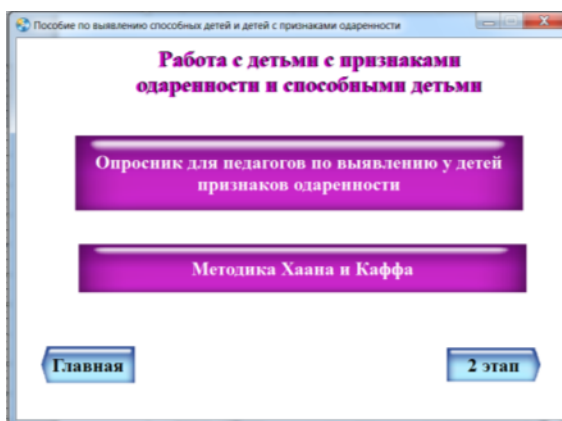 Пособие по выявлению способных детей и детей с признаками одаренности
Работа с детьми с признаками
одаренности и способными детьми
Опросник для педагогов по выявлению у детей
признаков одаренности
Методика Хаана и Каффа
Главная
2 этап